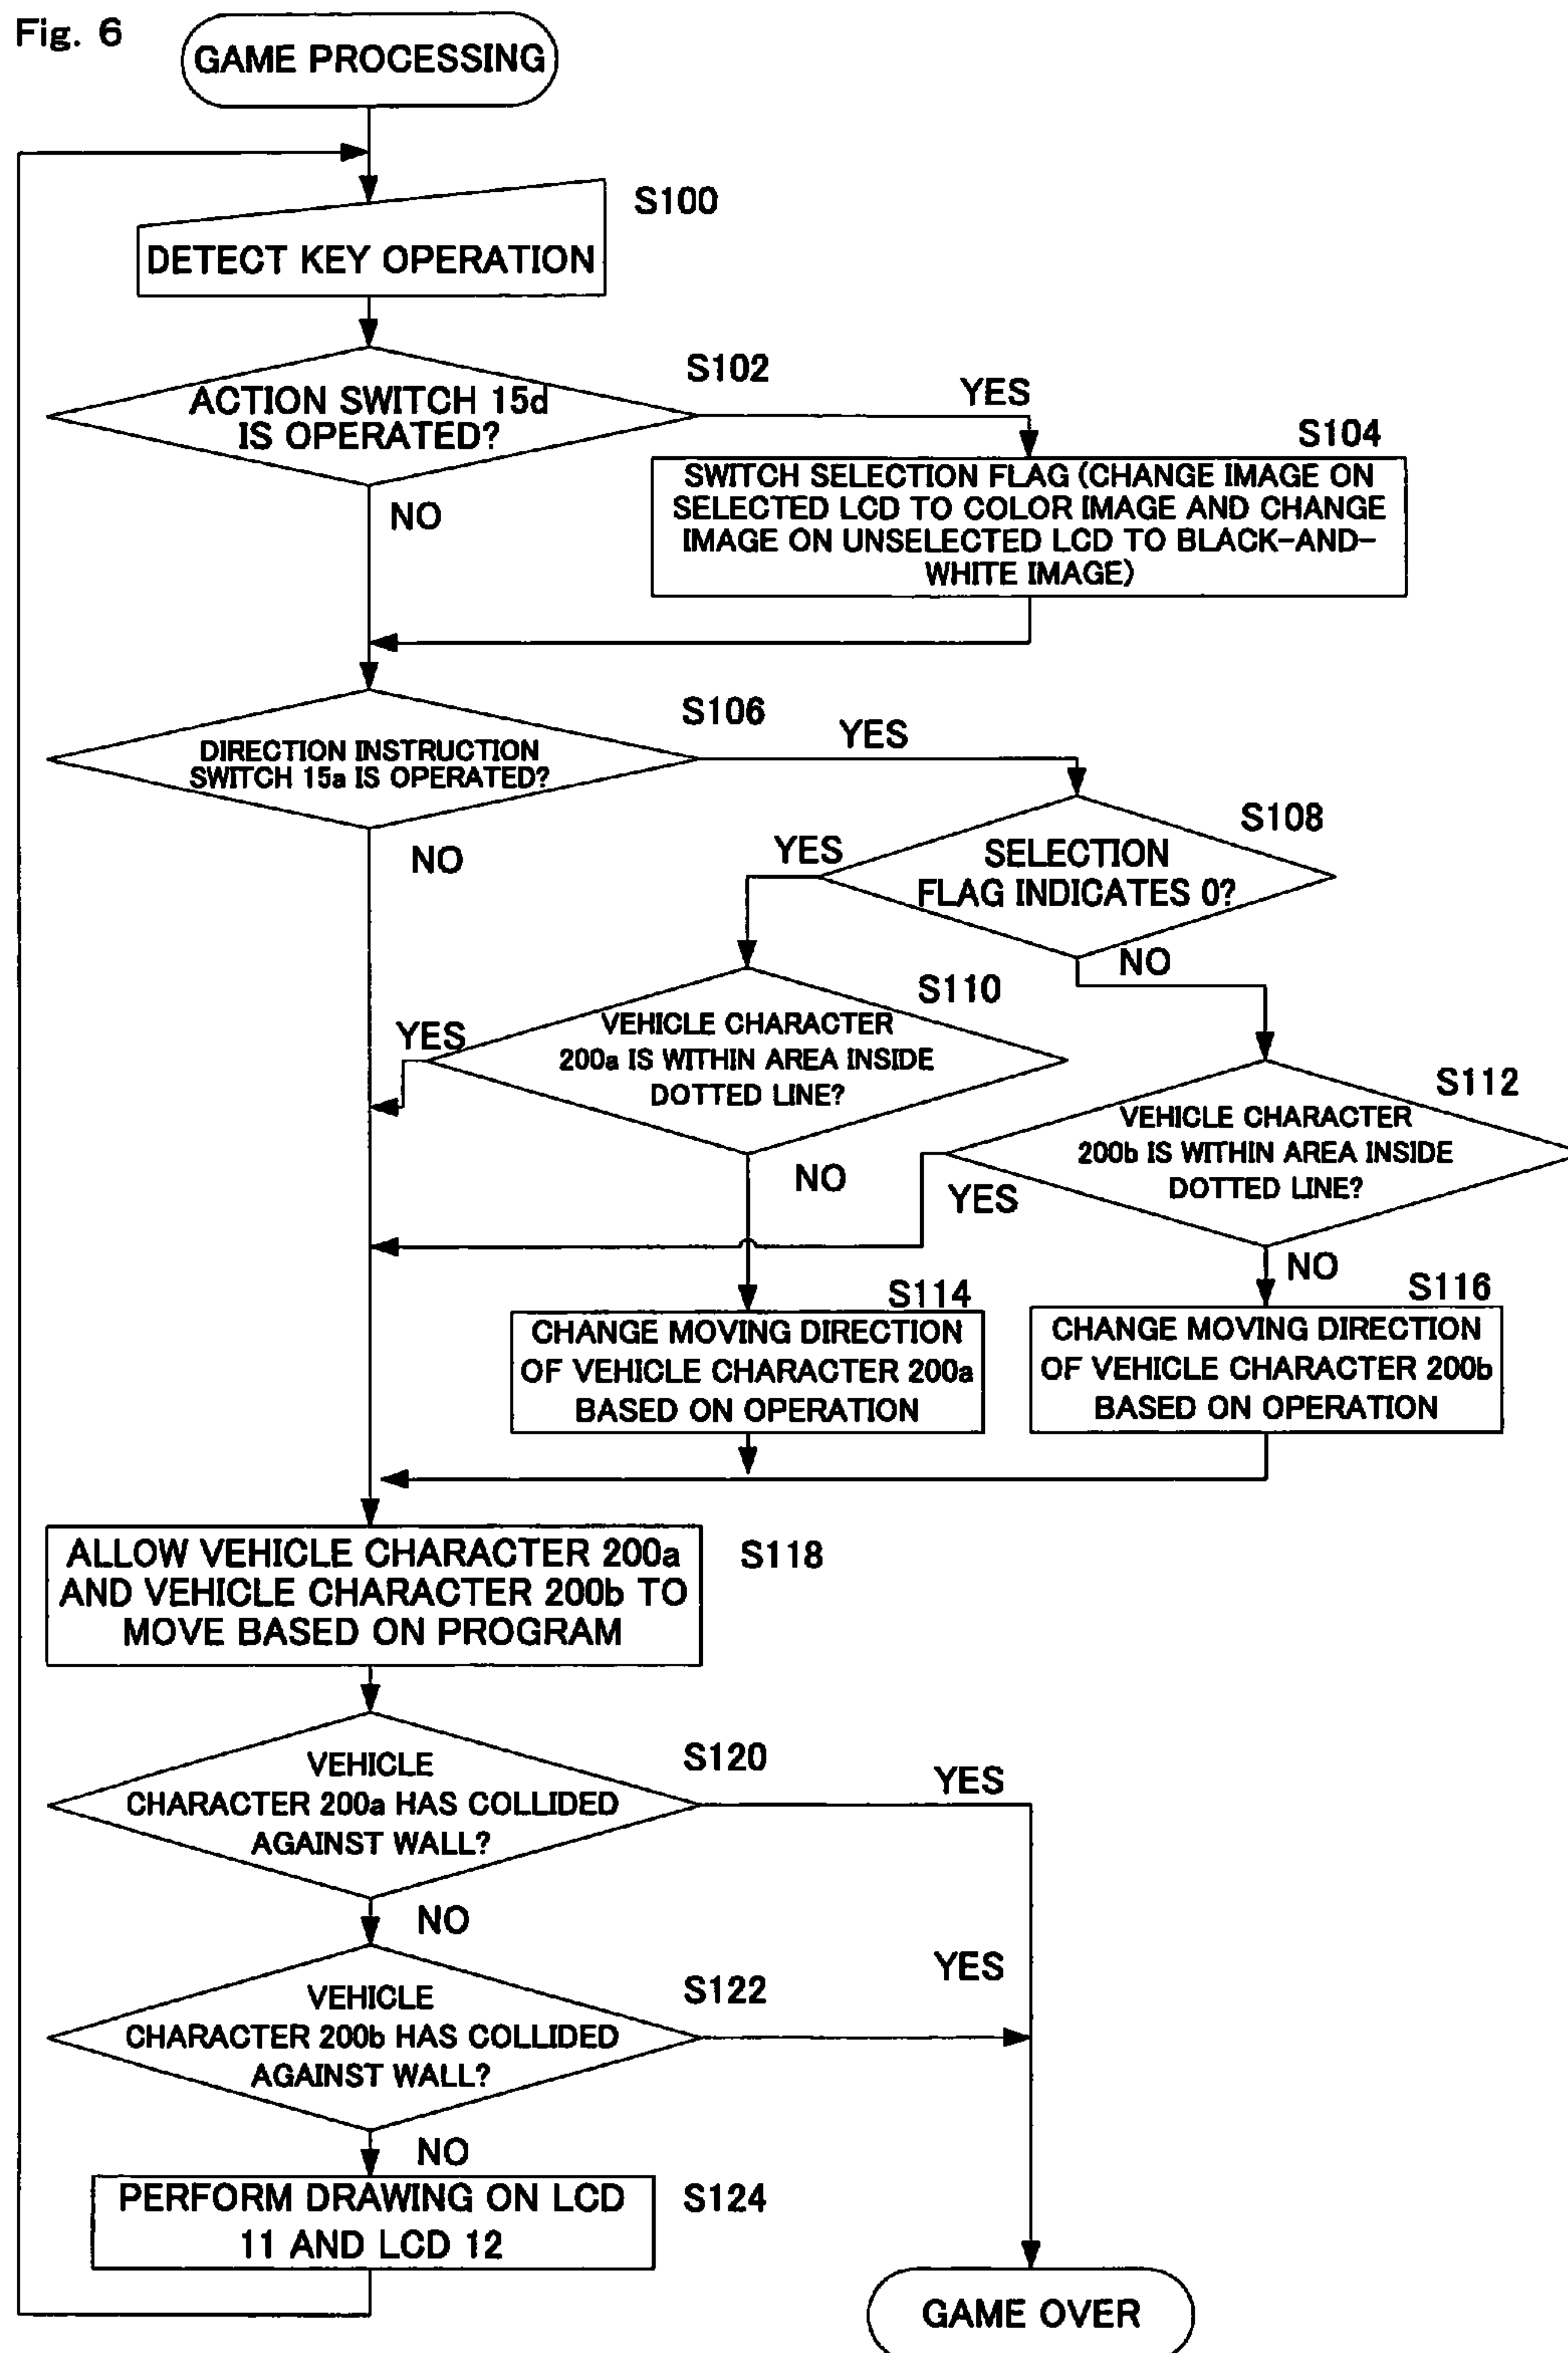 Fig. 6
GAME PROCESSING
S100
DETECT KEY OPERATION
S102
ACTION SWITCH 15d
IS OPERATED?
YES
NO
S104
SWITCH SELECTION FLAG (CHANGE IMAGE ON
SELECTED LCD TO COLOR IMAGE AND CHANGE
IMAGE ON UNSELECTED LCD TO BLACK-AND-
WHITE IMAGE)
S106
DIRECTION INSTRUCTION
SWITCH 15a IS OPERATED?
YES
NO
S108
SELECTION
FLAG INDICATES 0?
YES
NO
S110
VEHICLE CHARACTER
200a IS WITHIN AREA INSIDE
DOTTED LINE?
YES
NO
S112
VEHICLE CHARACTER
200b IS WITHIN AREA INSIDE
DOTTED LINE?
YES
NO
S114
CHANGE MOVING DIRECTION
OF VEHICLE CHARACTER 200a
BASED ON OPERATION
S116
CHANGE MOVING DIRECTION
OF VEHICLE CHARACTER 200b
BASED ON OPERATION
ALLOW VEHICLE CHARACTER 200a
AND VEHICLE CHARACTER 200b TO
MOVE BASED ON PROGRAM
S118
VEHICLE
CHARACTER 200a HAS COLLIDED
AGAINST WALL?
S120
YES
NO
VEHICLE
CHARACTER 200b HAS COLLIDED
AGAINST WALL?
S122
YES
NO
PERFORM DRAWING ON LCD
11 AND LCD 12
S124
GAME OVER